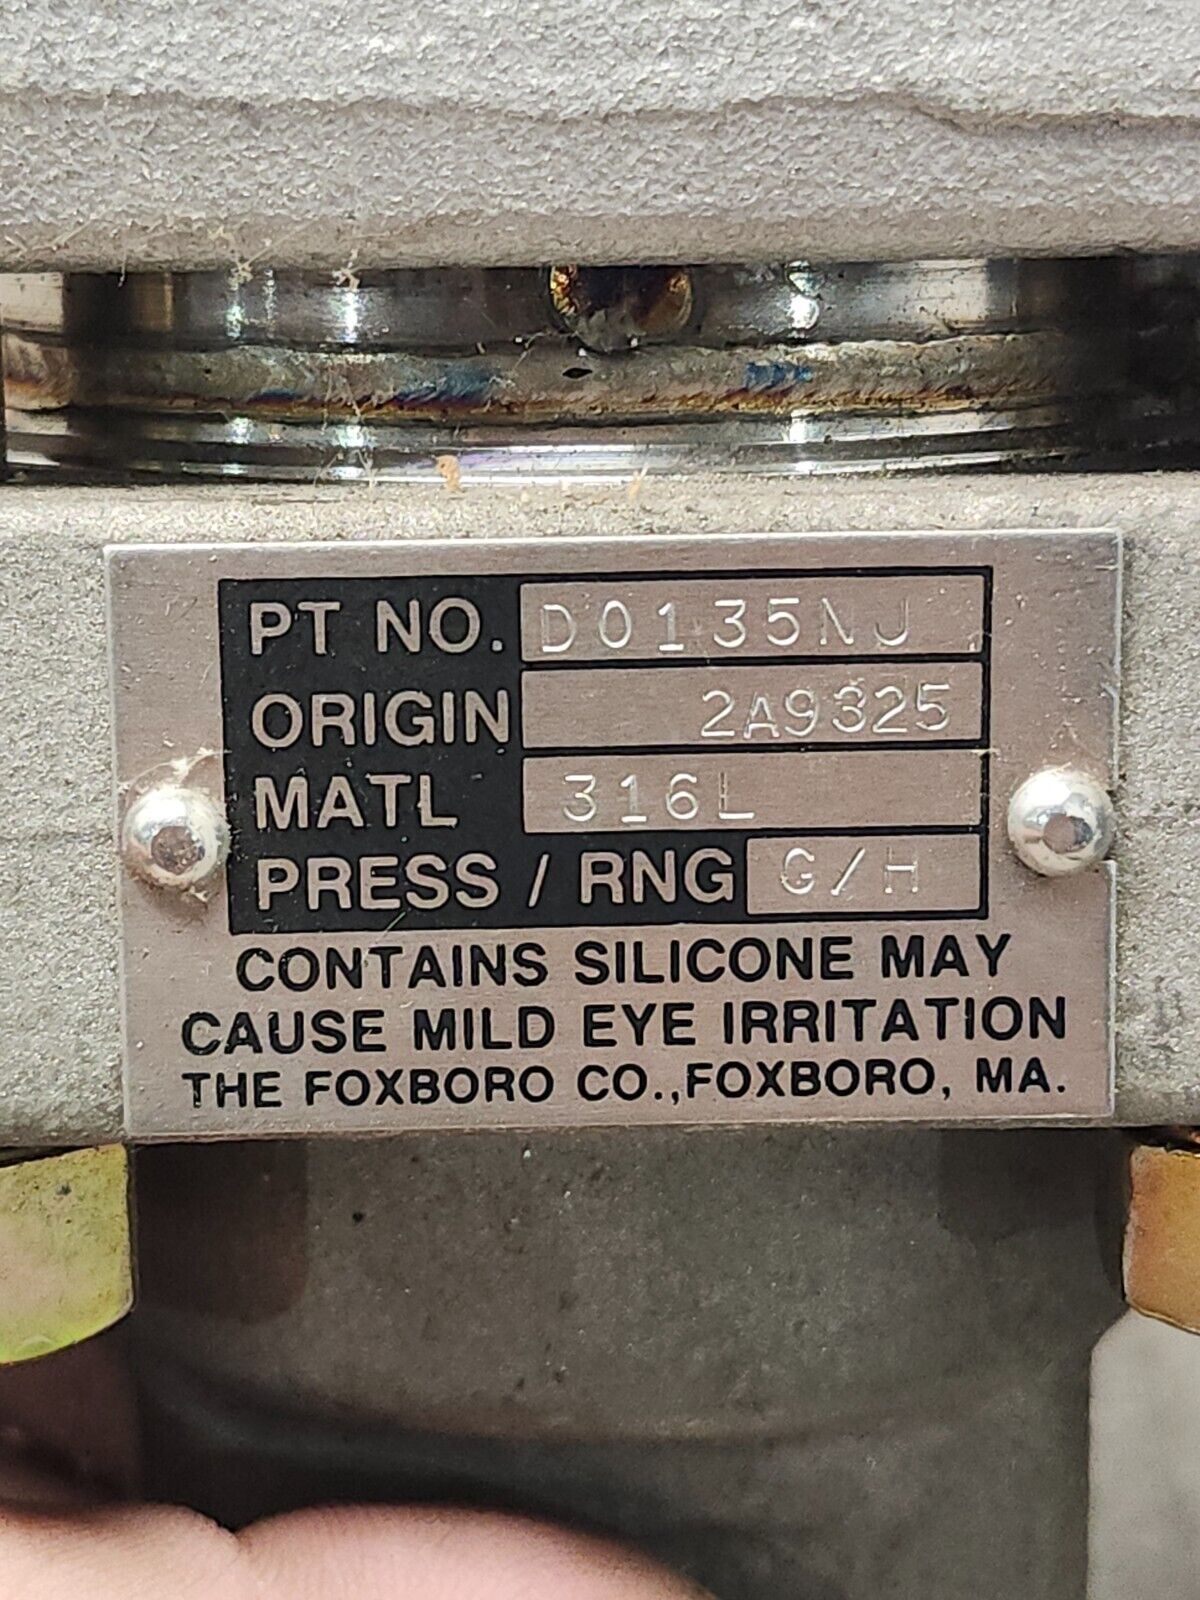 PT NO. D0135NJ
ORIGIN 2A9325
MATL 316L
PRESS / RNG G/H
CONTAINS SILICONE MAY
CAUSE MILD EYE IRRITATION
THE FOXBORO CO.,FOXBORO, MA.